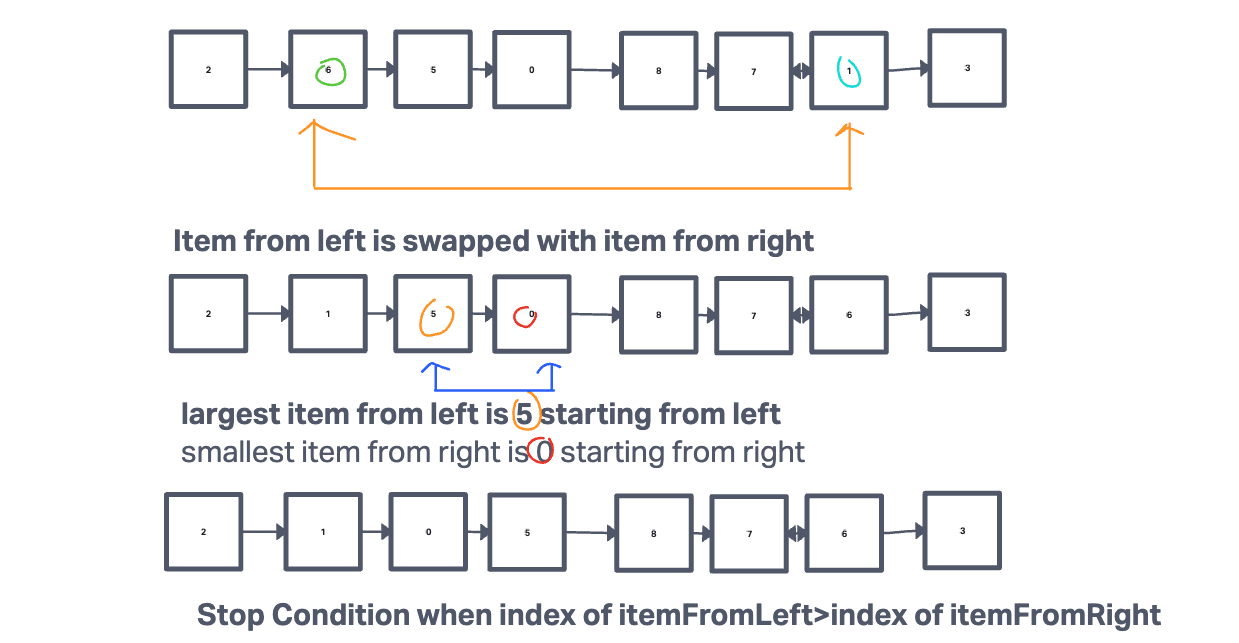 2 6 5 0 8 7 1 3
Item from left is swapped with item from right
2 1 5 0 8 7 6 3
largest item from left is 5 starting from left
smallest item from right is 0 starting from right
2 1 0 5 8 7 6 3
Stop Condition when index of itemFromLeft>index of itemFromRight